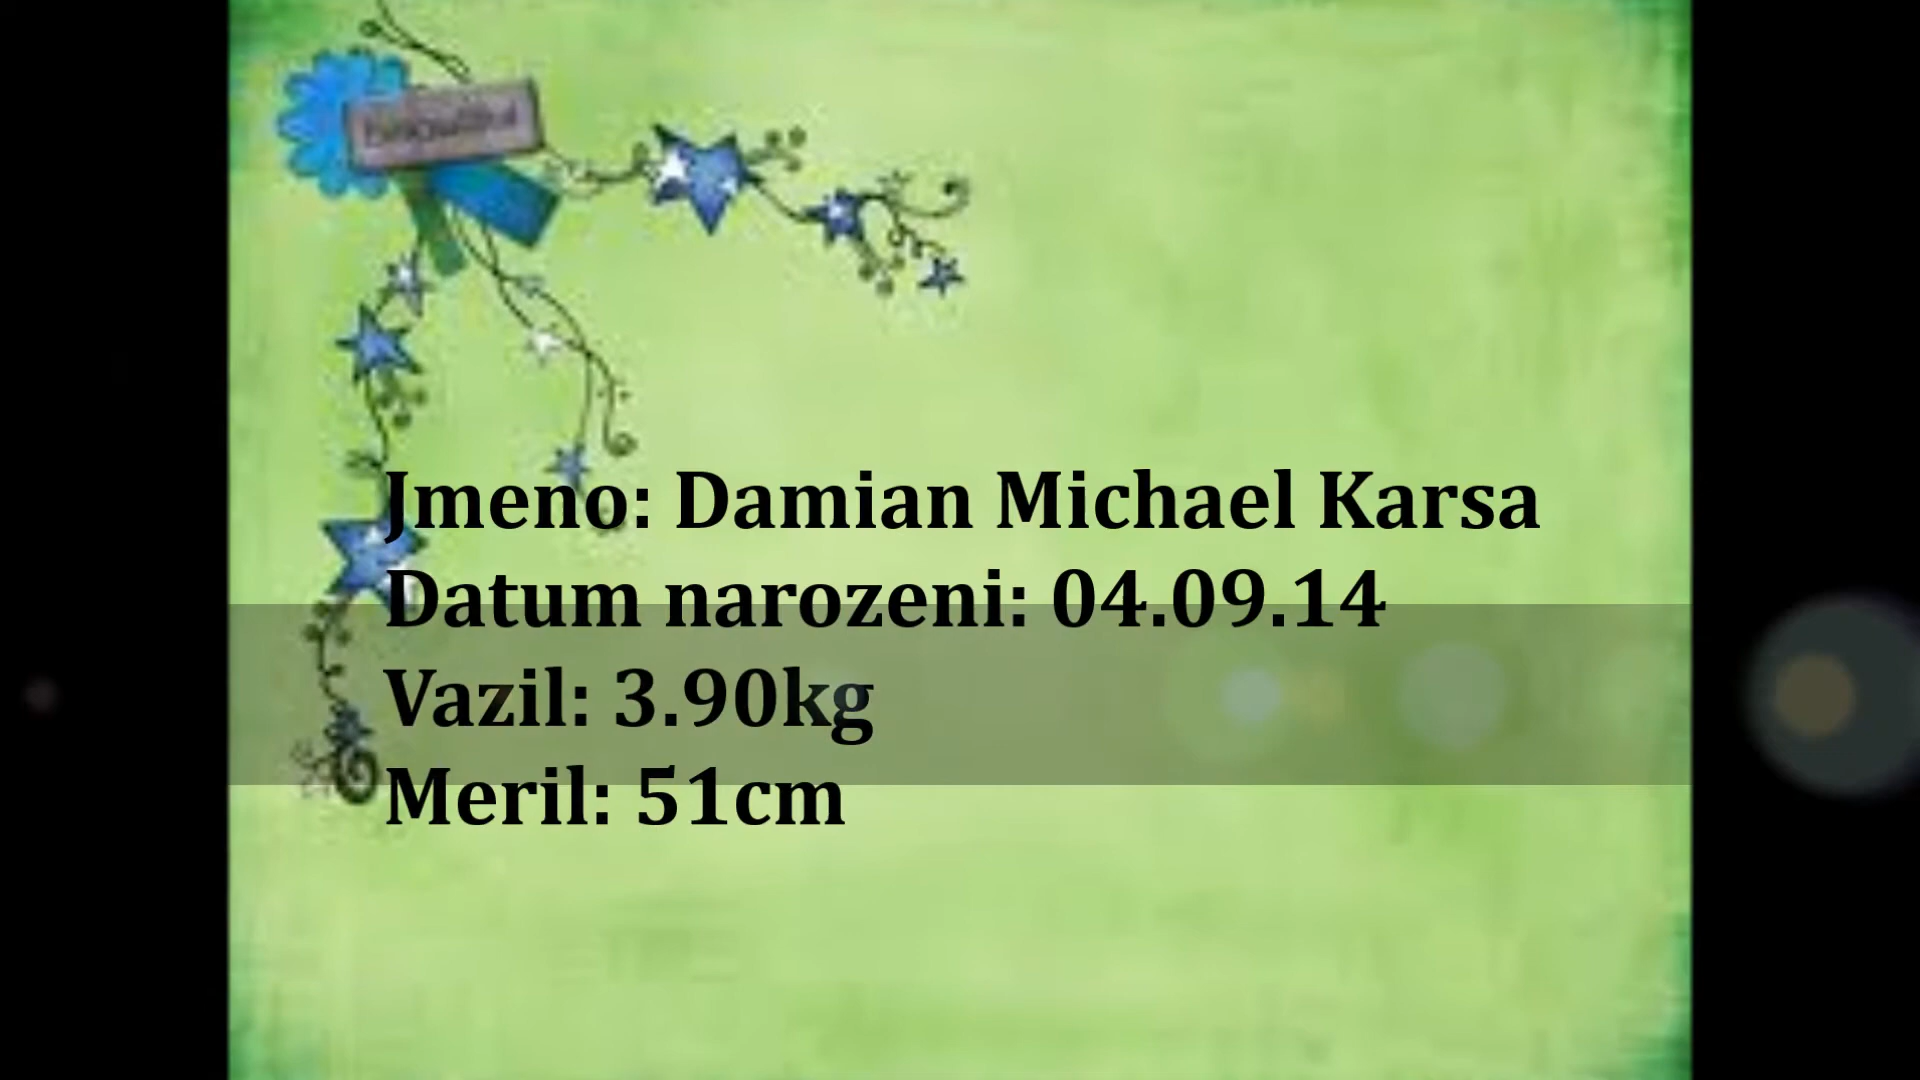 Jmeno: Damian Michael Karsa
Datum narozeni: 04.09.14
Vazil: 3.90kg
Meril: 51cm